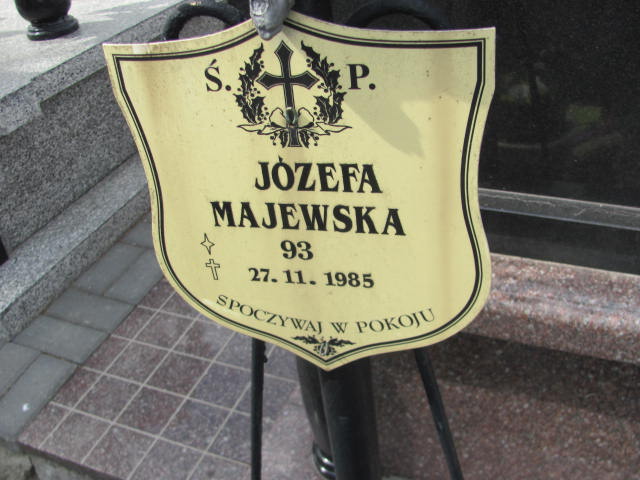 Ś. P.
JÓZEFA
MAJEWSKA
93
27. 11. 1985
SPOCZYWAJ W POKOJU